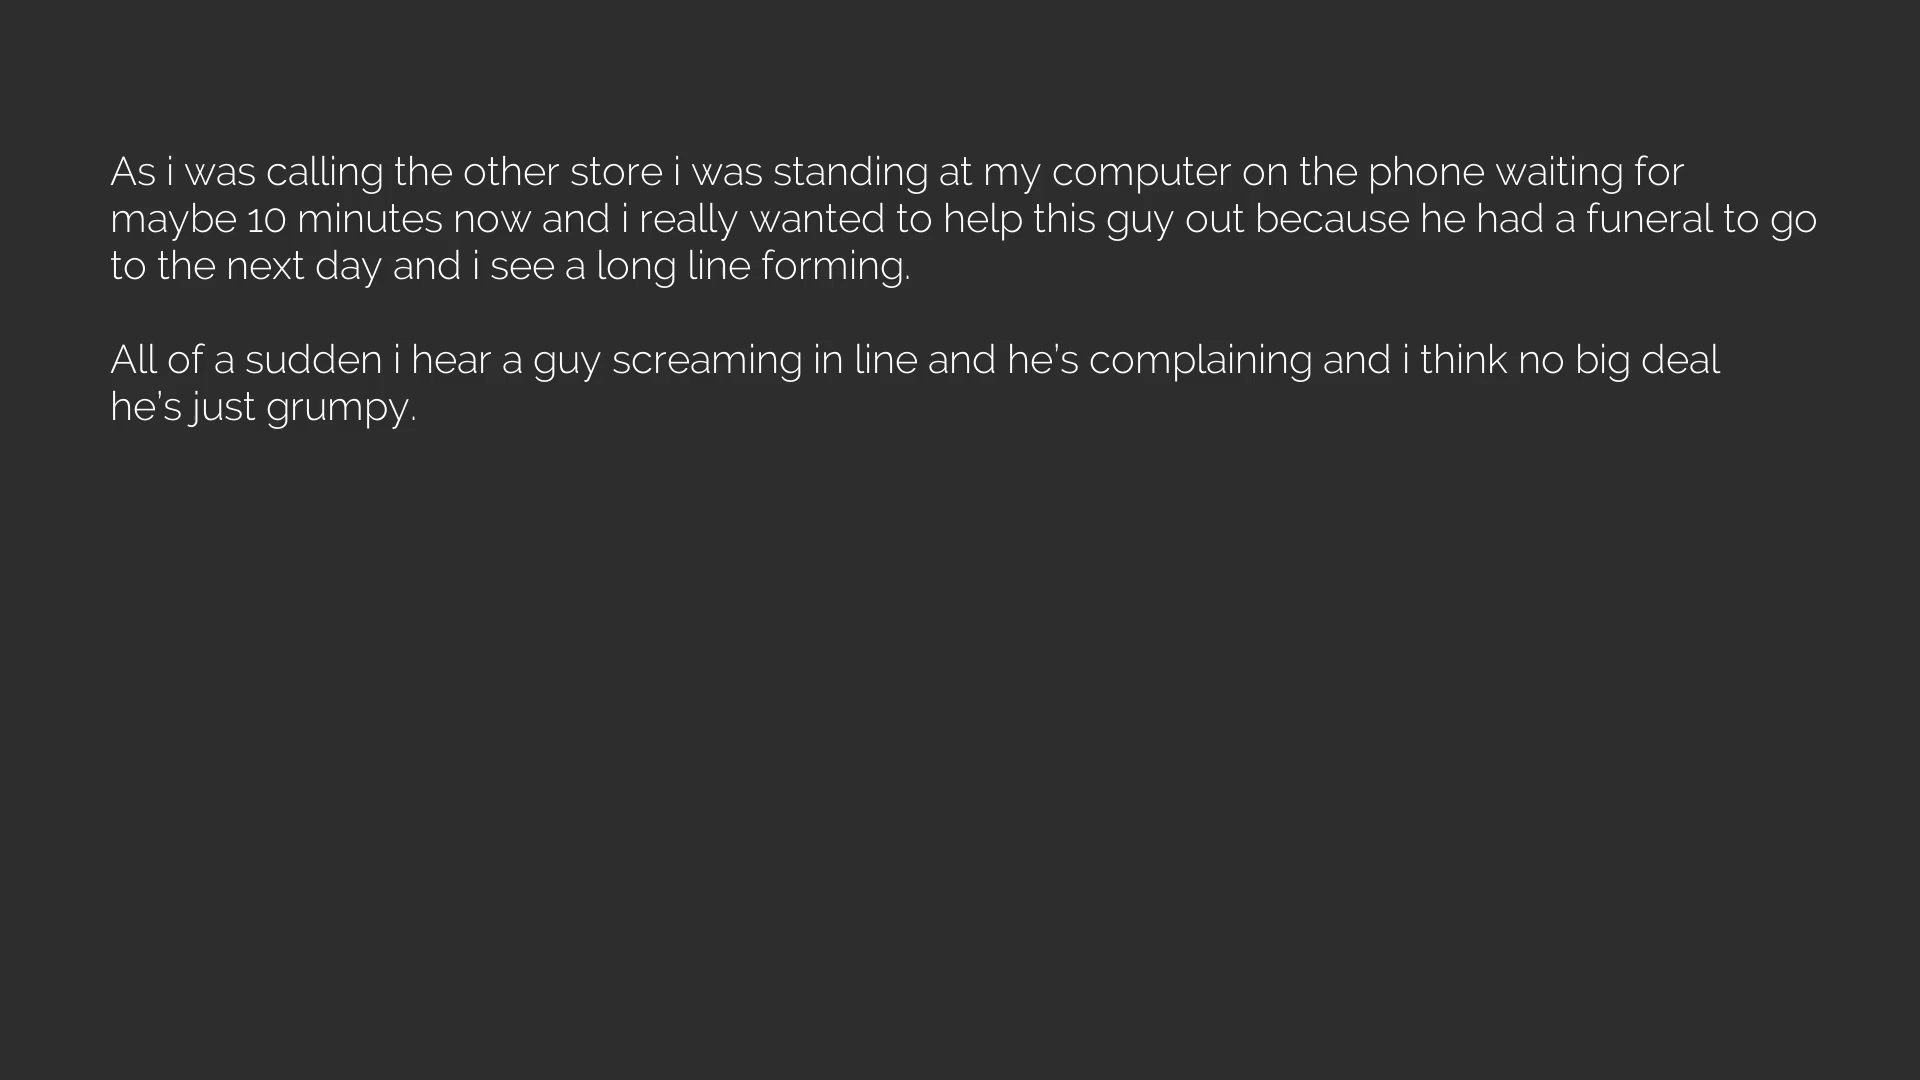 As i was calling the other store i was standing at my computer on the phone waiting for
maybe 10 minutes now and i really wanted to help this guy out because he had a funeral to go
to the next day and i see a long line forming.
All of a sudden i hear a guy screaming in line and he's complaining and i think no big deal
he's just grumpy.